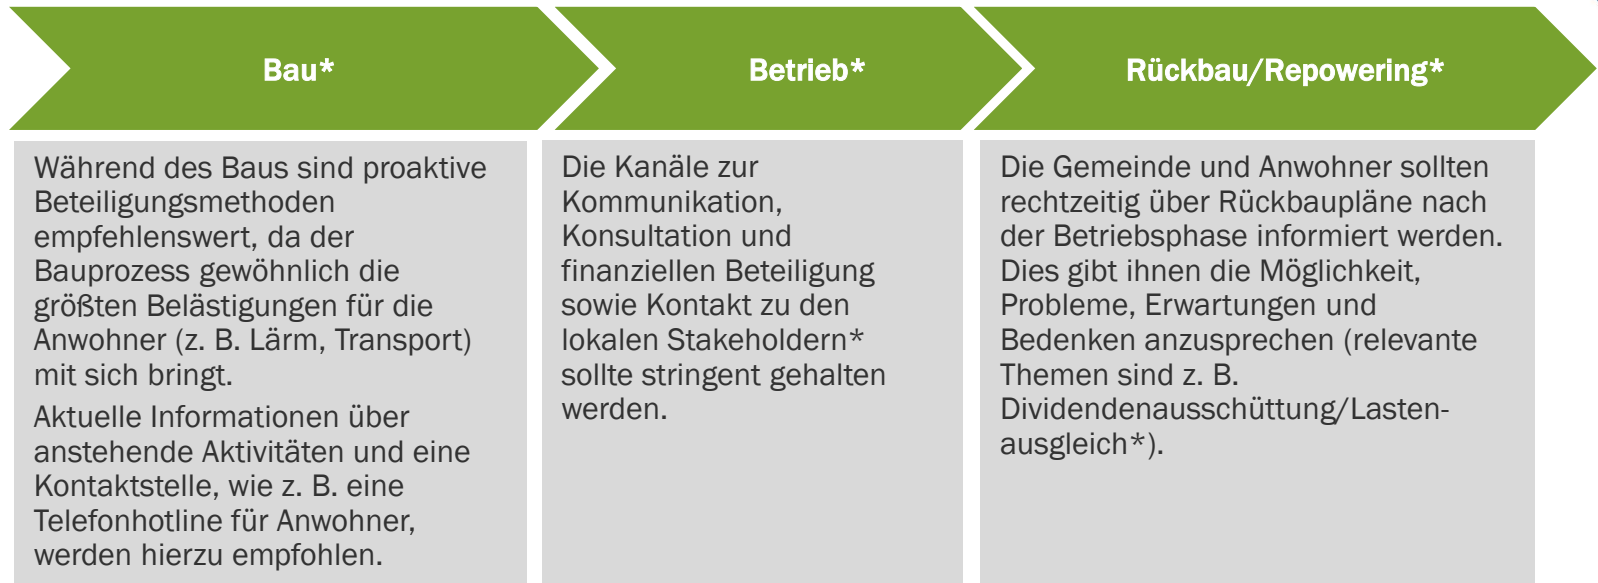 Bau*
Betrieb*
Rückbau/Repowering*
Während des Baus sind proaktive
Beteiligungsmethoden
empfehlenswert, da der
Bauprozess gewöhnlich die
größten Belästigungen für die
Anwohner (z. B. Lärm, Transport)
mit sich bringt.
Aktuelle Informationen über
anstehende Aktivitäten und eine
Kontaktstelle, wie z. B. eine
Telefonhotline für Anwohner,
werden hierzu empfohlen.
Die Kanäle zur
Kommunikation,
Konsultation und
finanziellen Beteiligung
sowie Kontakt zu den
lokalen Stakeholdern*
sollte stringent gehalten
werden.
Die Gemeinde und Anwohner sollten
rechtzeitig über Rückbaupläne nach
der Betriebsphase informiert werden.
Dies gibt ihnen die Möglichkeit,
Probleme, Erwartungen und
Bedenken anzusprechen (relevante
Themen sind z. B.
Dividendenausschüttung/Lasten-
ausgleich*).